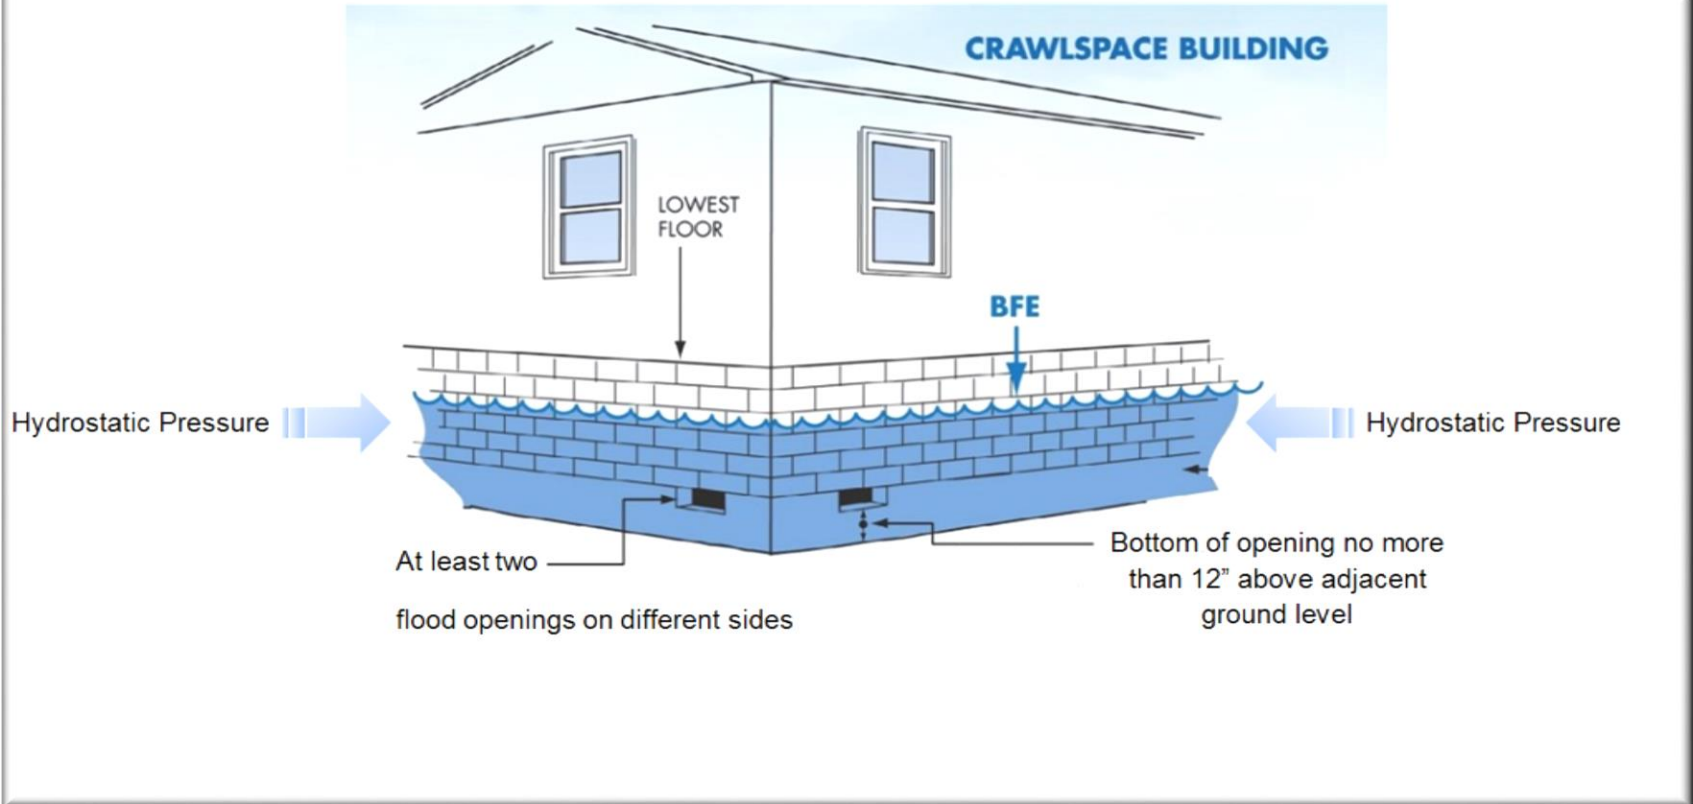 CRAWLSPACE BUILDING
LOWEST
FLOOR
BFE
Hydrostatic Pressure
Hydrostatic Pressure
At least two
flood openings on different sides
Bottom of opening no more
than 12” above adjacent
ground level